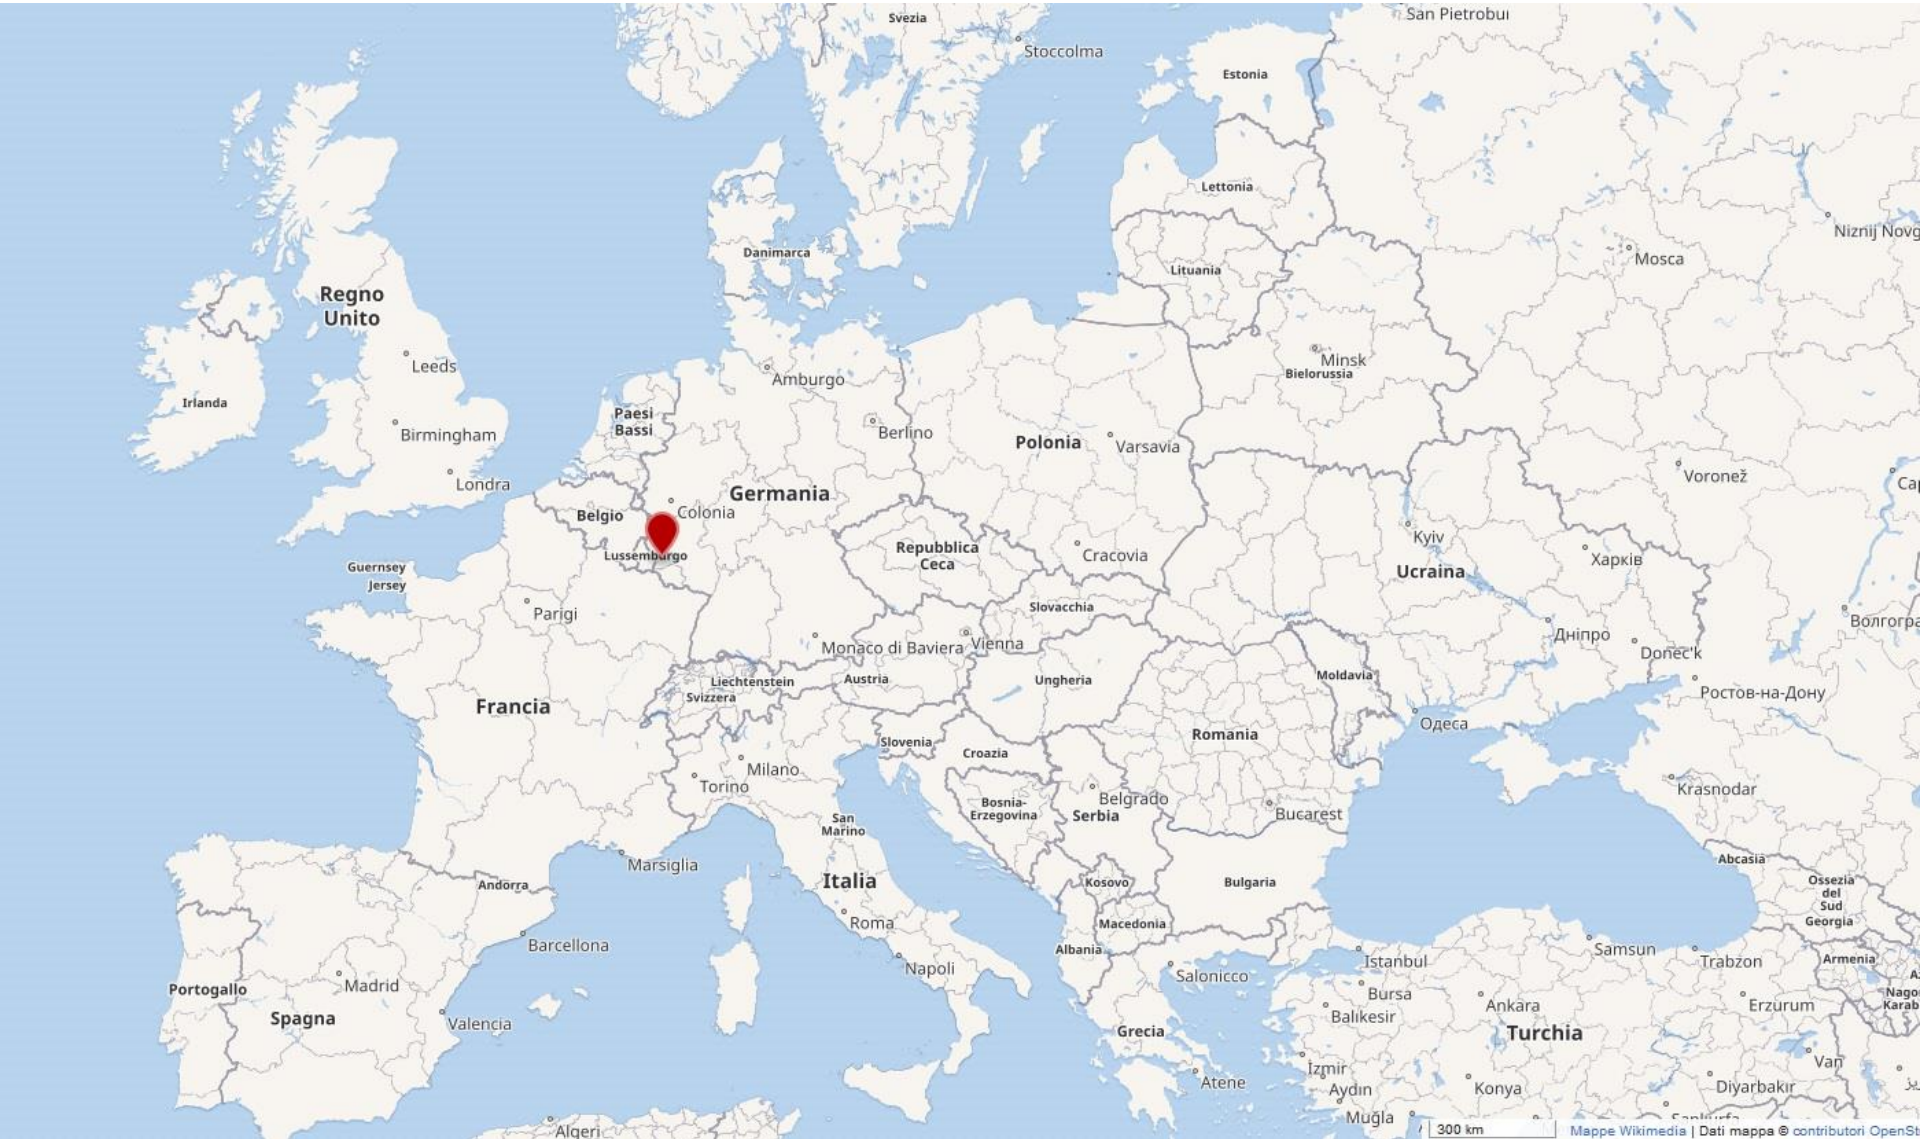 Svezia
San Pietrobur
Stoccolma
Estonia
Lettonia
Niznij Novg
Danimarca
Mosca
Lituania
Regno
Unito
Minsk
Bielorussia
Leeds
Amburgo
Irlanda
Paesi
Bassi
Birmingham
Berlino
Polonia
Varsavia
Londra
Voronež
Germania
Colonia
Belgio
Kyiv
Repubblica
Ceca
Cracovia
Lussemburgo
Харків
Guernsey
Jersey
Ucraina
Slovacchia
Parigi
Волгогра
Дніпро
Monaco di Baviera
Vienna
Donec'k
Liechtenstein
Austria
Ungheria
Moldavia
Svizzera
Ростов-на-Дону
Francia
Одеса
Romania
Slovenia
Croazia
Milano
Torino
Krasnodar
Belgrado
Bosnia-
Erzegovina
Serbia
Bucarest
San
Marino
Marsiglia
Abcasia
Andorra
Italia
Kosovo
Bulgaria
Ossezia
del
Sud
Georgia
Roma
Macedonia
Barcellona
Albania
Samsun
Istanbul
Trabzon
Armenia
Napoli
Salonicco
Portogallo
Madrid
Bursa
Ankara
Erzurum
Nago
Karab
Spagna
Valencia
Balıkesir
Grecia
Turchia
Van
İzmir
Atene
Aydın
Konya
Diyarbakır
Muğla
Şanlıurfa
Algeri
300 km
Mappe Wikimedia | Dati mappa © contributori OpenSt